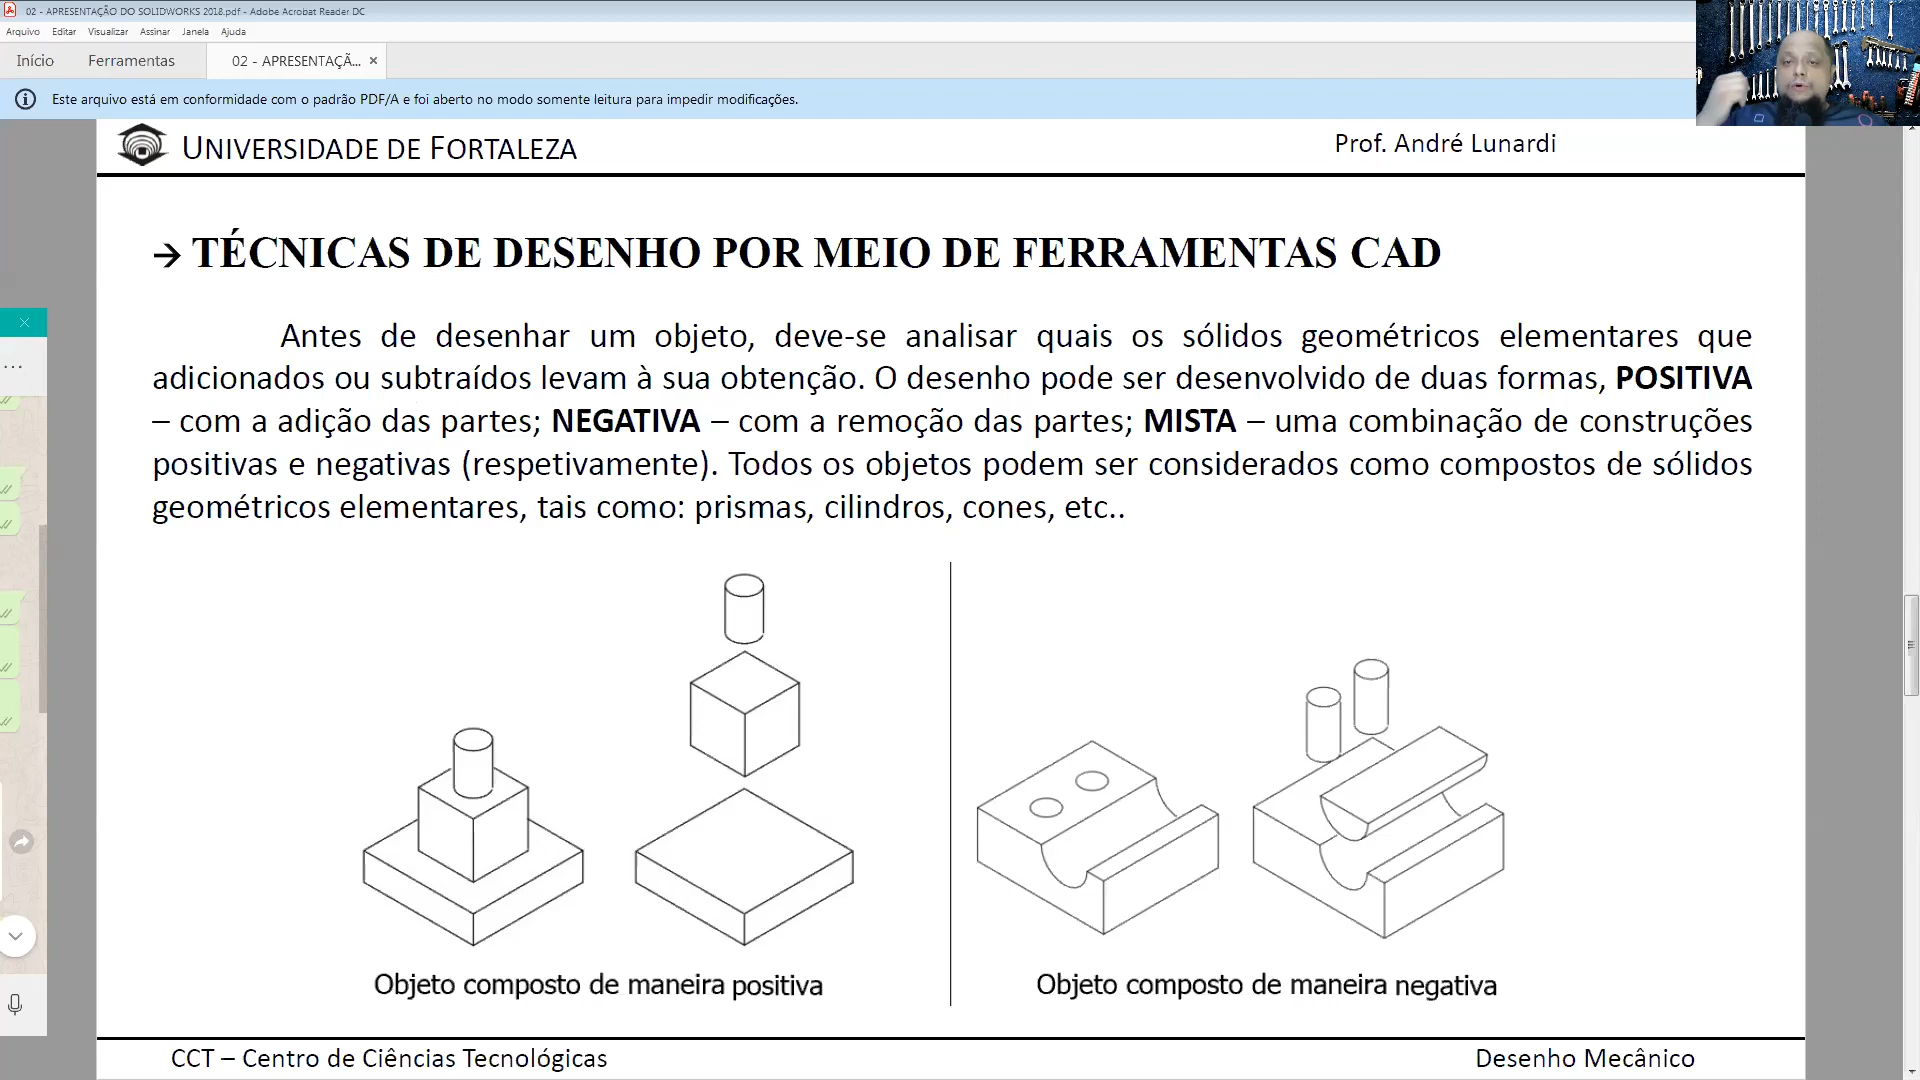 02 - APRESENTAÇÃO DO SOLIDWORKS 2018.pdf - Adobe Acrobat Reader DC
Arquivo Editar Visualizar Assinar Janela Ajuda
Início Ferramentas 02 - APRESENTAÇÃ... ×
Este arquivo está em conformidade com o padrão PDF/A e foi aberto no modo somente leitura para impedir modificações.
UNIVERSIDADE DE FORTALEZA Prof. André Lunardi
→ TÉCNICAS DE DESENHO POR MEIO DE FERRAMENTAS CAD
Antes de desenhar um objeto, deve-se analisar quais os sólidos geométricos elementares que
adicionados ou subtraídos levam à sua obtenção. O desenho pode ser desenvolvido de duas formas, POSITIVA
– com a adição das partes; NEGATIVA – com a remoção das partes; MISTA – uma combinação de construções
positivas e negativas (respetivamente). Todos os objetos podem ser considerados como compostos de sólidos
geométricos elementares, tais como: prismas, cilindros, cones, etc..
Objeto composto de maneira positiva
Objeto composto de maneira negativa
CCT – Centro de Ciências Tecnológicas Desenho Mecânico